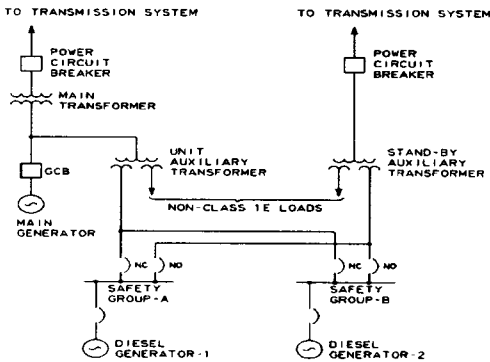 TO TRANSMISSION SYSTEM
TO TRANSMISSION SYSTEM
POWER
CIRCUIT
BREAKER
POWER
CIRCUIT
BREAKER
MAIN
TRANSFORMER
UNIT
AUXILIARY
TRANSFORMER
STAND-BY
AUXILIARY
TRANSFORMER
GCB
NON-CLASS 1E LOADS
MAIN
GENERATOR
NC
NO
NC
NO
SAFETY
GROUP-A
SAFETY
GROUP-B
DIESEL
GENERATOR-1
DIESEL
GENERATOR-2